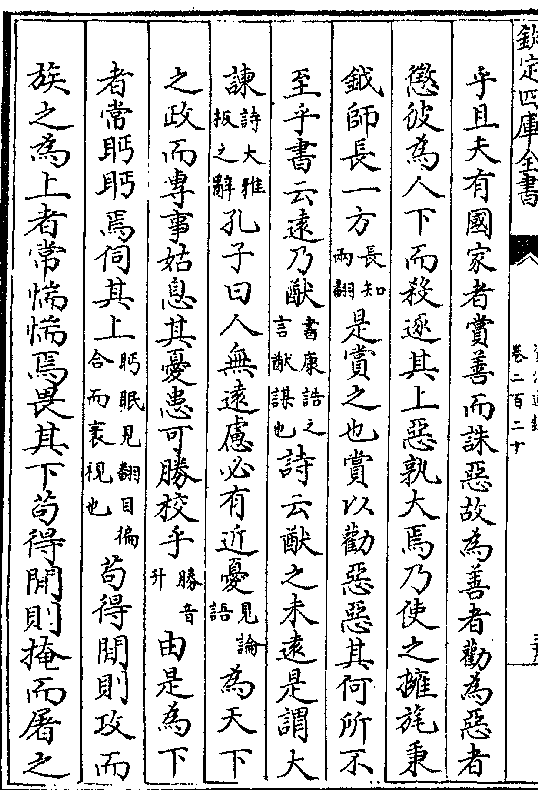 欽定四庫全書
卷二百二十
乎且夫有國家者賞善而誅惡故為善者勸為惡者
懲彼為人下而殺逐其上惡孰大焉乃使之擁旄秉
鉞師長一方長知兩翻是賞之也賞以勸惡惡其何所不
至乎書云遠乃猷書康誥之言猷謀也詩云猷之未遠是謂大
諫詩大雅板之辭孔子曰人無遠慮必有近憂見論語為天下
之政而專事姑息其憂患可勝校乎勝音升由是為下
者常眄眄焉伺其上眄眠見翻目徧合而衺視也苟得閒則攻而
族之為上者常惴惴焉畏其下苟得閒則掩而屠之